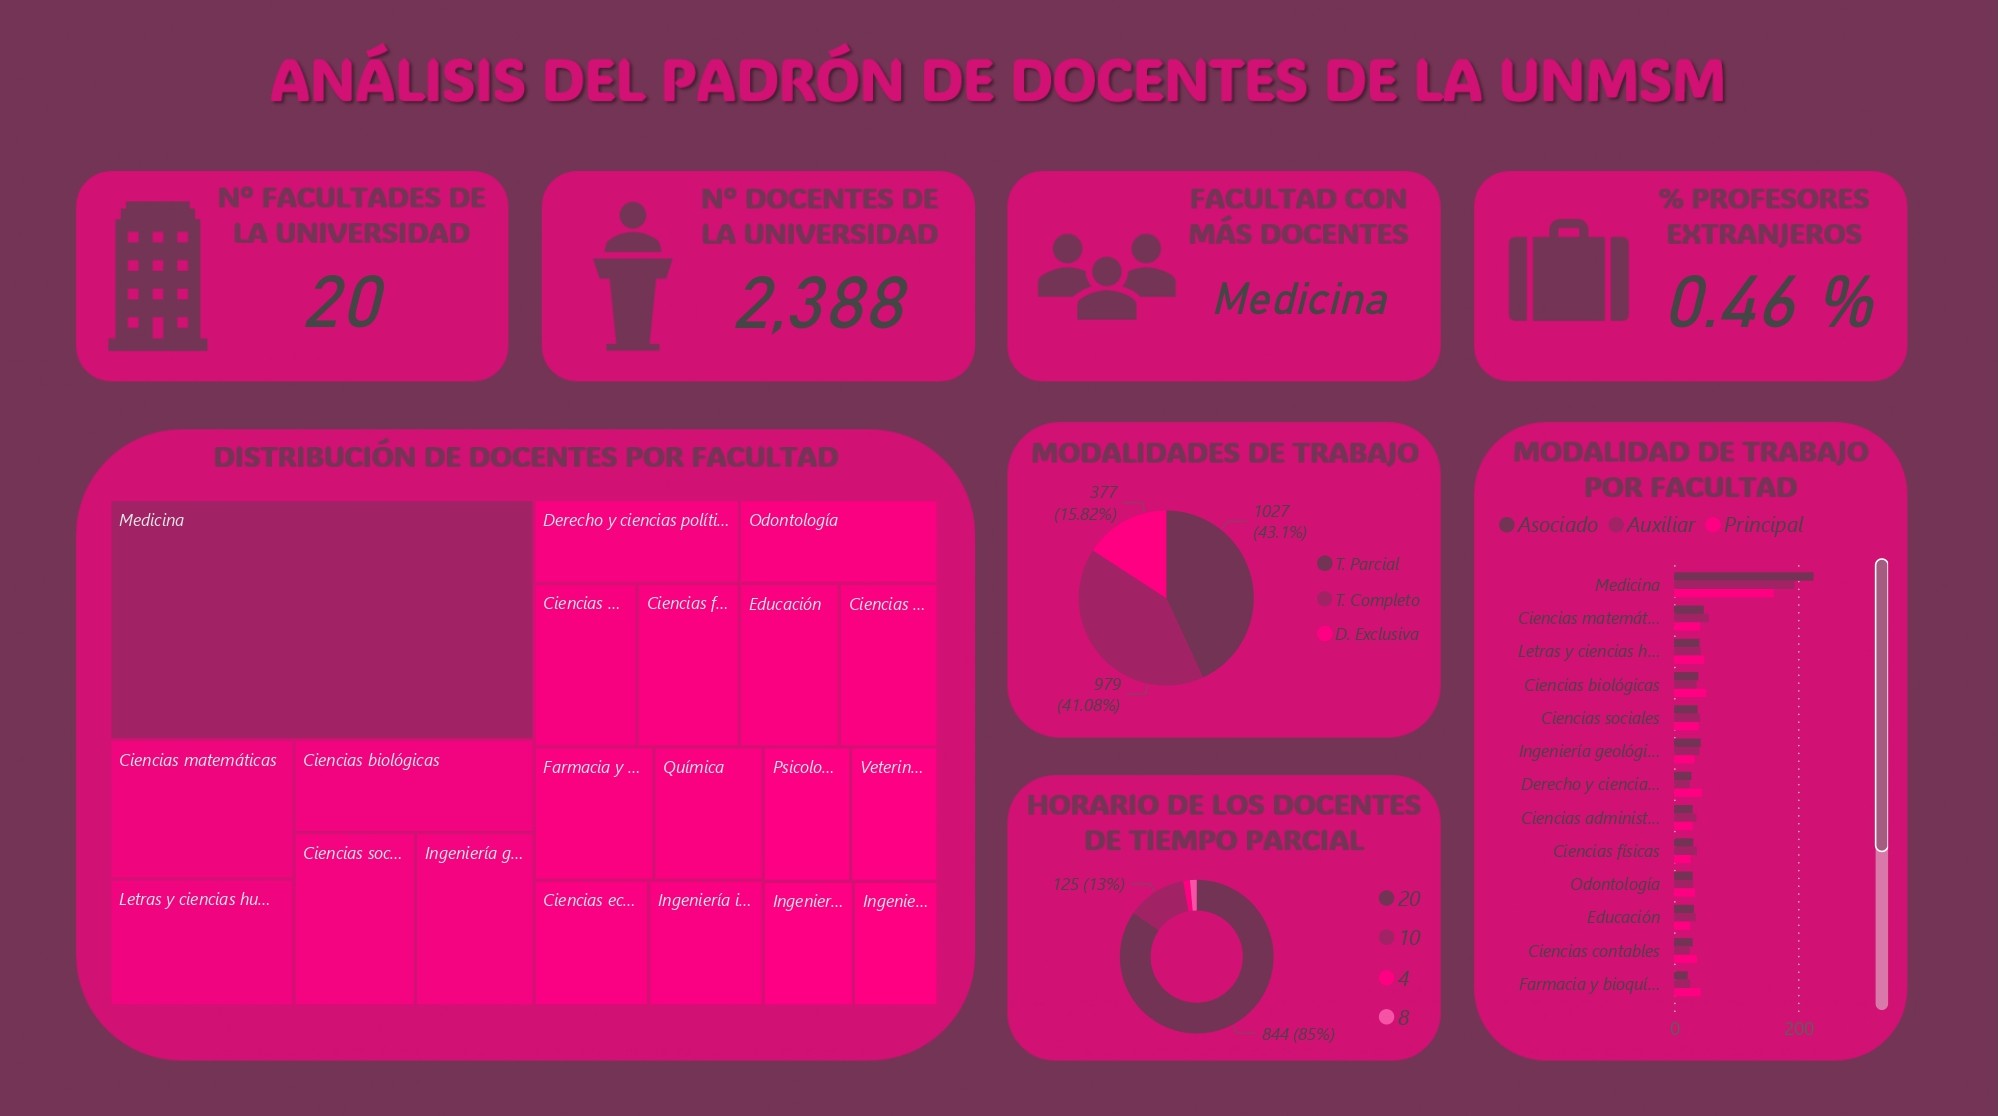 ANÁLISIS DEL PADRÓN DE DOCENTES DE LA UNMSM
N° FACULTADES DE
LA UNIVERSIDAD
20
N° DOCENTES DE
LA UNIVERSIDAD
2,388
FACULTAD CON
MÁS DOCENTES
Medicina
% PROFESORES
EXTRANJEROS
0.46 %
DISTRIBUCIÓN DE DOCENTES POR FACULTAD
Medicina
Derecho y ciencias políti...
Odontología
Ciencias ...
Ciencias f...
Educación
Ciencias ...
Ciencias matemáticas
Ciencias biológicas
Farmacia y ...
Química
Psicolo...
Veterin...
Ciencias soc...
Ingeniería g...
Letras y ciencias hu...
Ciencias ec...
Ingeniería i...
Ingenier...
Ingenie...
MODALIDADES DE TRABAJO
377
(15.82%)
1027
(43.1%)
979
(41.08%)
T. Parcial
T. Completo
D. Exclusiva
HORARIO DE LOS DOCENTES
DE TIEMPO PARCIAL
125 (13%)
844 (85%)
20
10
4
8
MODALIDAD DE TRABAJO
POR FACULTAD
Asociado Auxiliar Principal
Medicina
Ciencias matemát...
Letras y ciencias h...
Ciencias biológicas
Ciencias sociales
Ingeniería geológi...
Derecho y ciencia...
Ciencias administ...
Ciencias físicas
Odontología
Educación
Ciencias contables
Farmacia y bioquí...
0 200